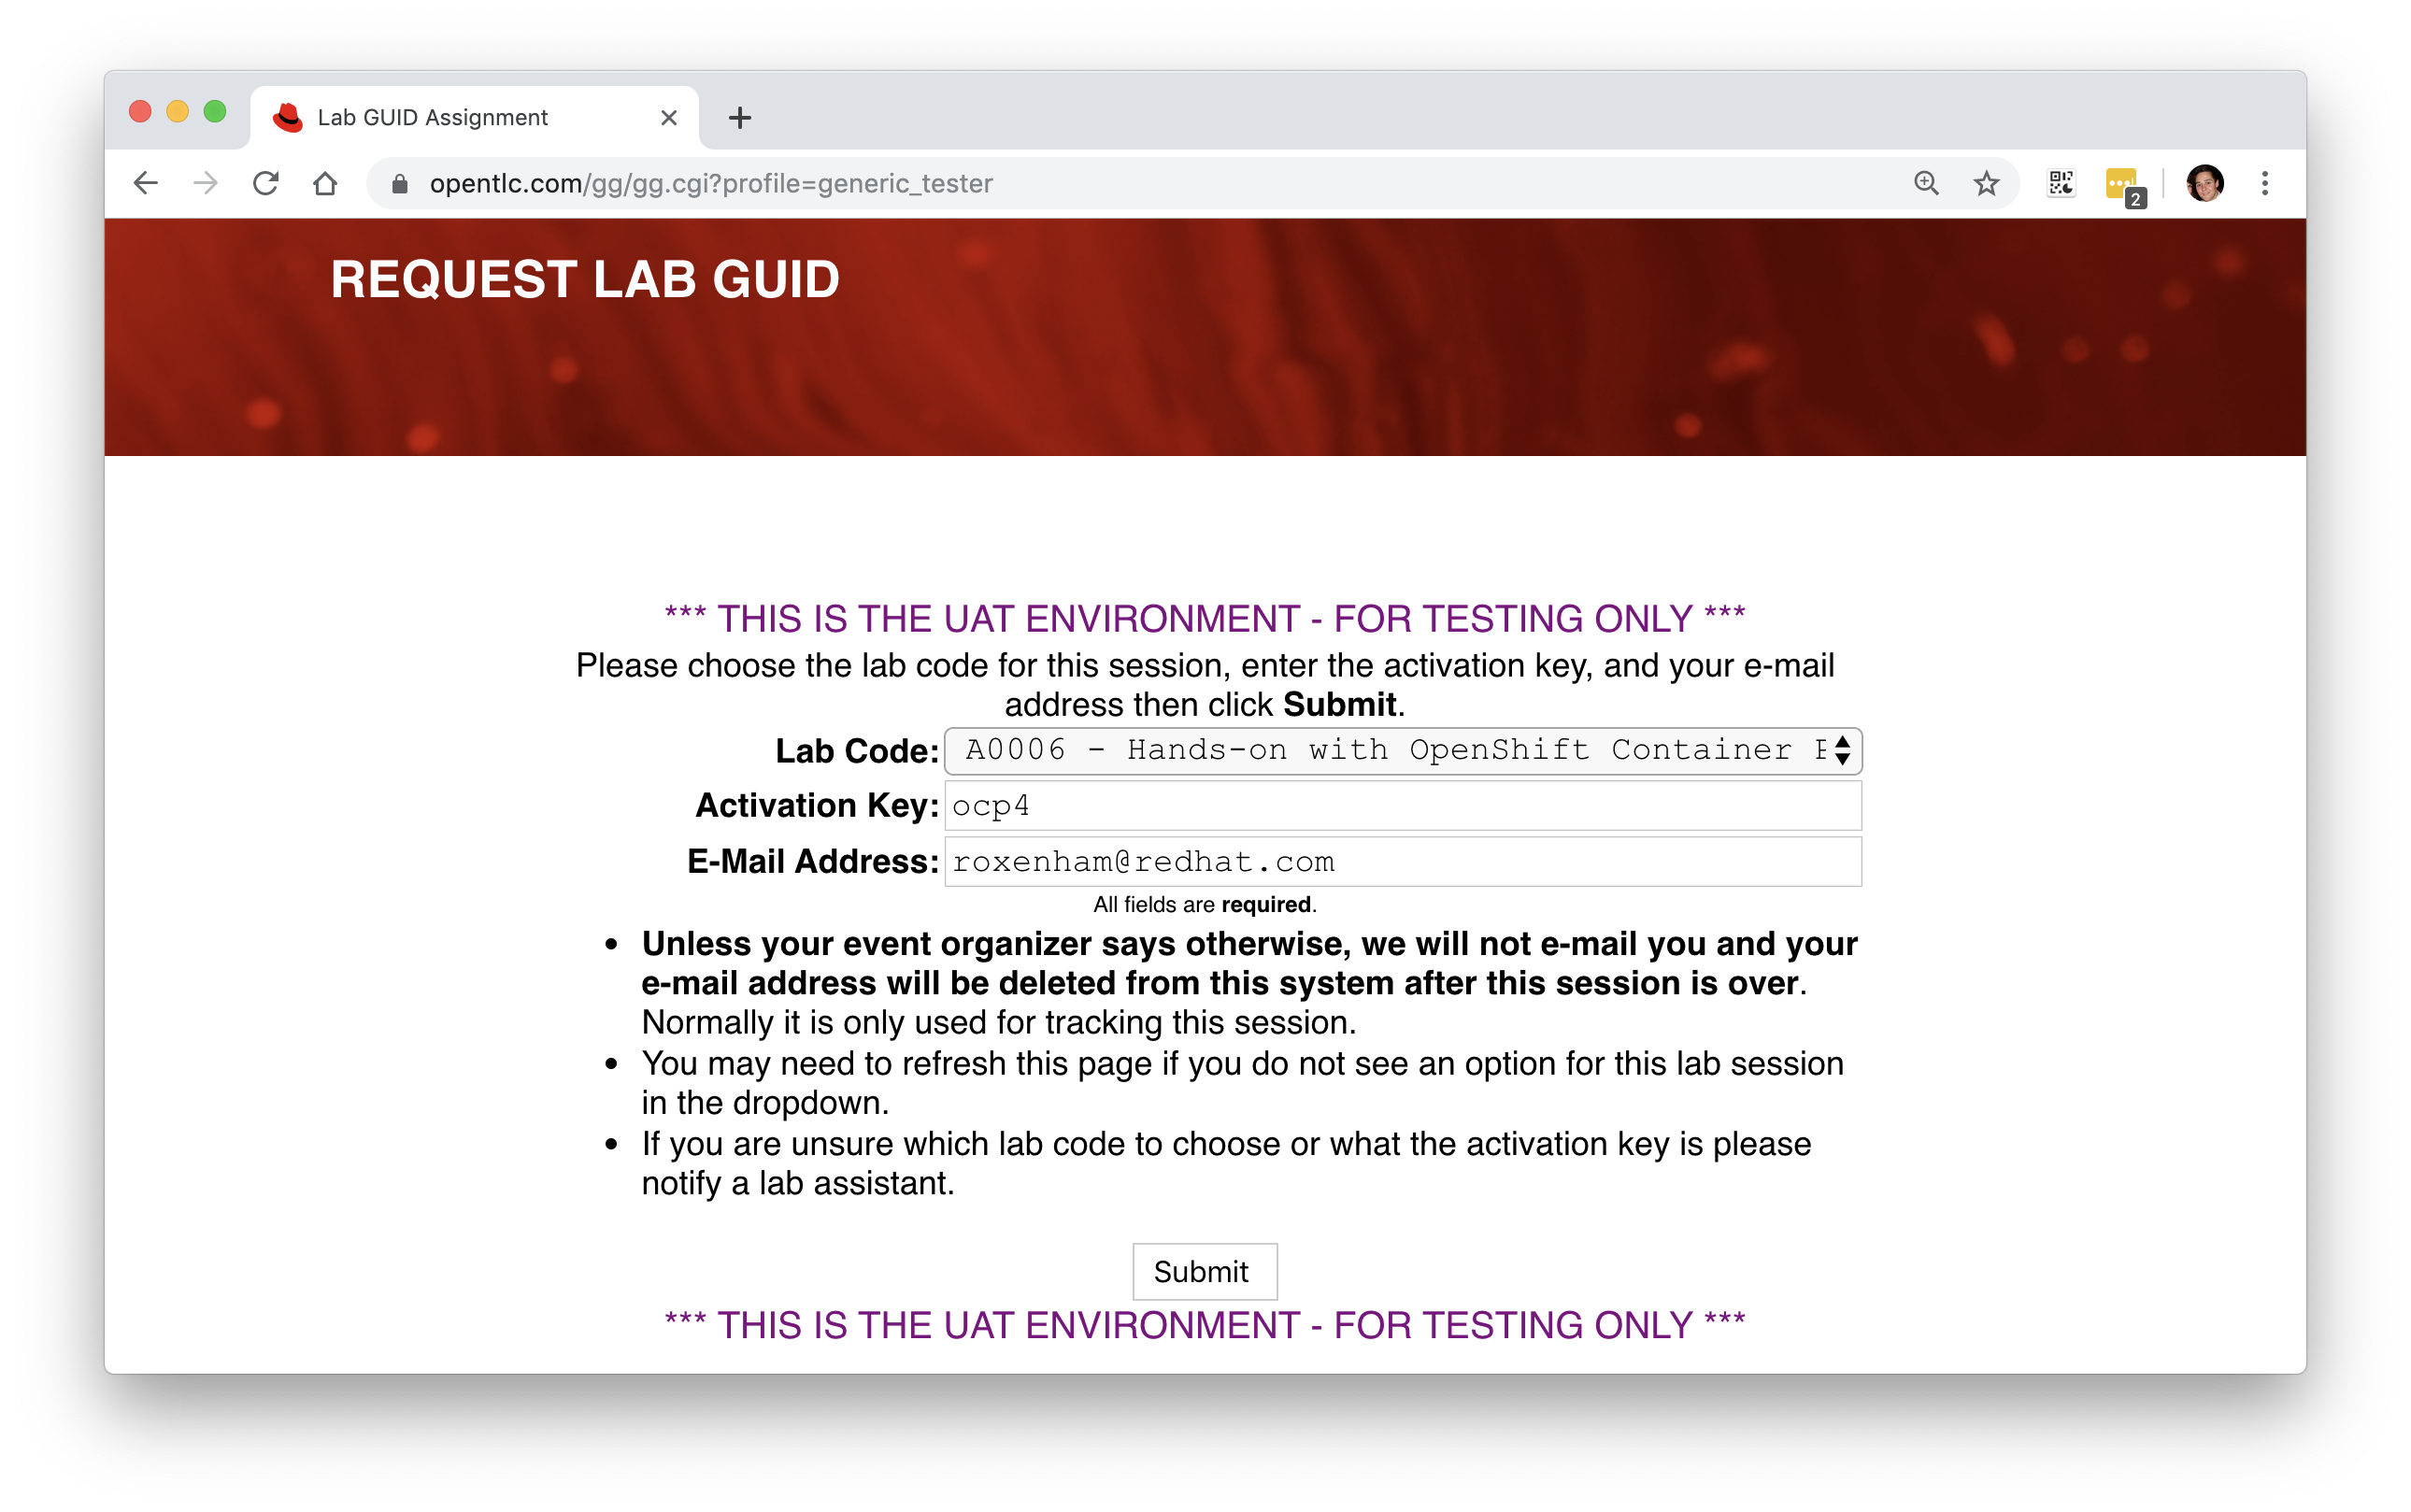 Lab GUID Assignment
opentlc.com/gg/gg.cgi?profile=generic_tester
2
REQUEST LAB GUID
*** THIS IS THE UAT ENVIRONMENT - FOR TESTING ONLY ***
Please choose the lab code for this session, enter the activation key, and your e-mail
address then click Submit.
Lab Code: A0006 - Hands-on with OpenShift Container
Activation Key: ocp4
E-Mail Address: roxenham@redhat.com
All fields are required.
• Unless your event organizer says otherwise, we will not e-mail you and your
e-mail address will be deleted from this system after this session is over.
Normally it is only used for tracking this session.
• You may need to refresh this page if you do not see an option for this lab session
in the dropdown.
• If you are unsure which lab code to choose or what the activation key is please
notify a lab assistant.
Submit
*** THIS IS THE UAT ENVIRONMENT - FOR TESTING ONLY ***